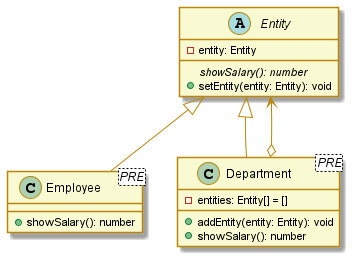 A Entity
entity: Entity
showSalary(): number
setEntity(entity: Entity): void
C Employee PRE
showSalary(): number
C Department PRE
entities: Entity[] = []
addEntity(entity: Entity): void
showSalary(): number